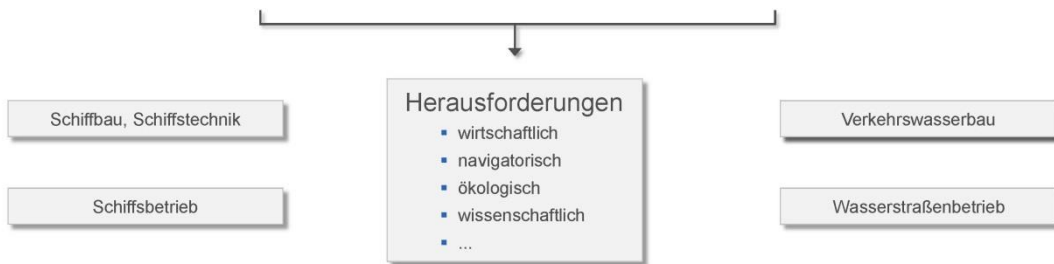 Schiffbau, Schiffstechnik
Schiffsbetrieb
Herausforderungen
wirtschaftlich
navigatorisch
ökologisch
wissenschaftlich
...
Verkehrswasserbau
Wasserstraßenbetrieb